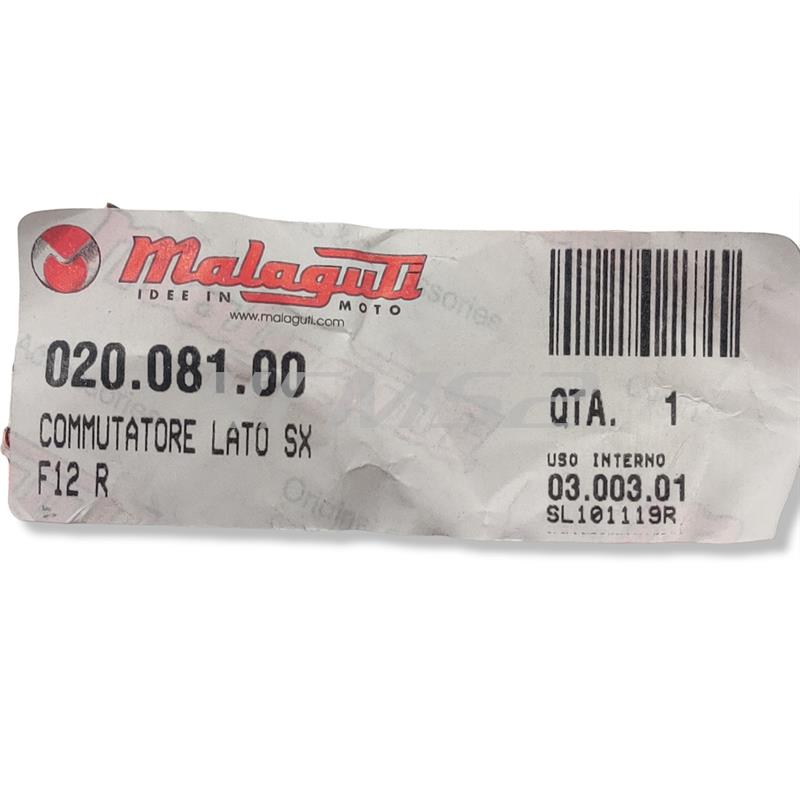 Malaguti
IDEE IN MOTO
www.malaguti.com
020.081.00
COMMUTATORE LATO SX
F12 R
QTA. 1
USO INTERNO
03.003.01
SL101119R